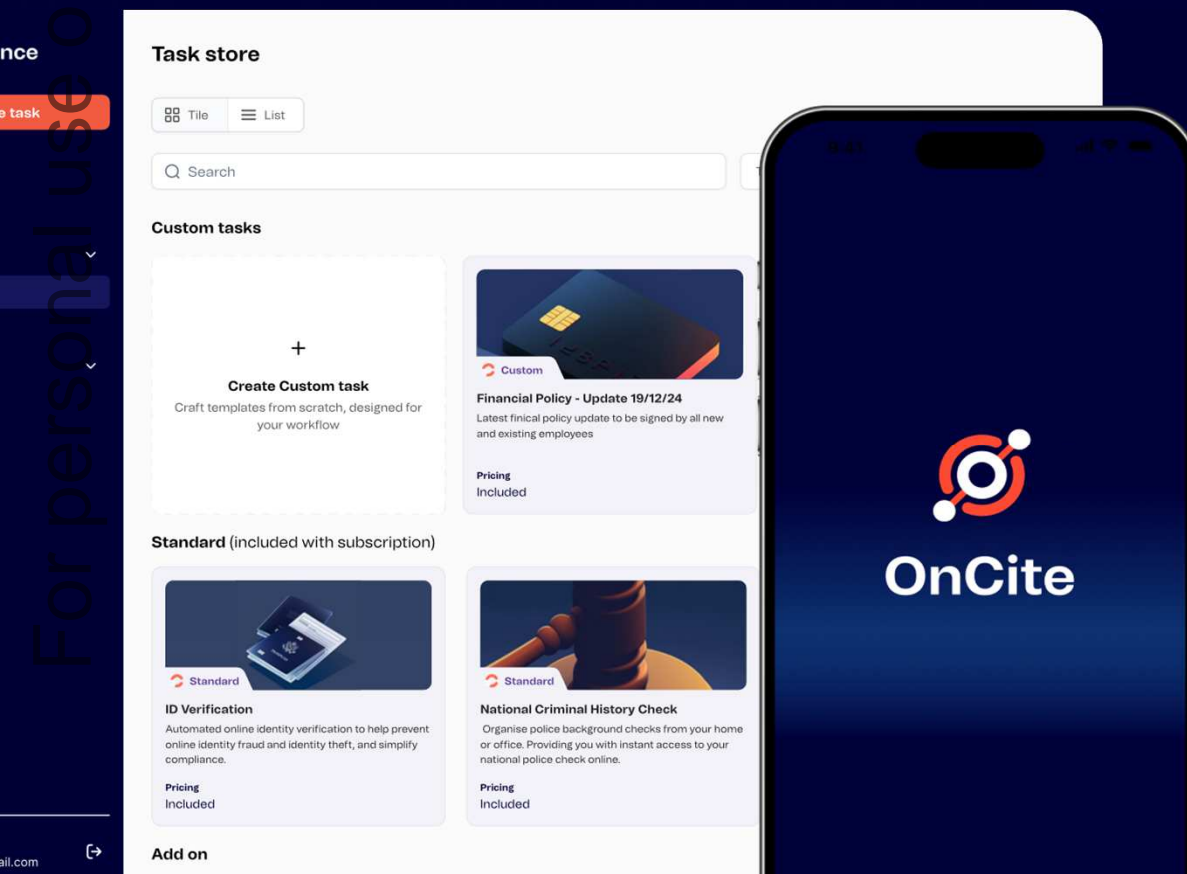 For personal use o
nce
e task
ail.com
Task store
Tile
List
Search
Custom tasks
Create Custom task
Craft templates from scratch, designed for
your workflow
Custom
Financial Policy - Update 19/12/24
Latest finical policy update to be signed by all new
and existing employees
Pricing
Included
Standard (included with subscription)
Standard
ID Verification
Automated online identity verification to help prevent
online identity fraud and identity theft, and simplify
compliance.
Pricing
Included
Standard
National Criminal History Check
Organise police background checks from your home
or office. Providing you with instant access to your
national police check online.
Pricing
Included
Add on
9:41
OnCite